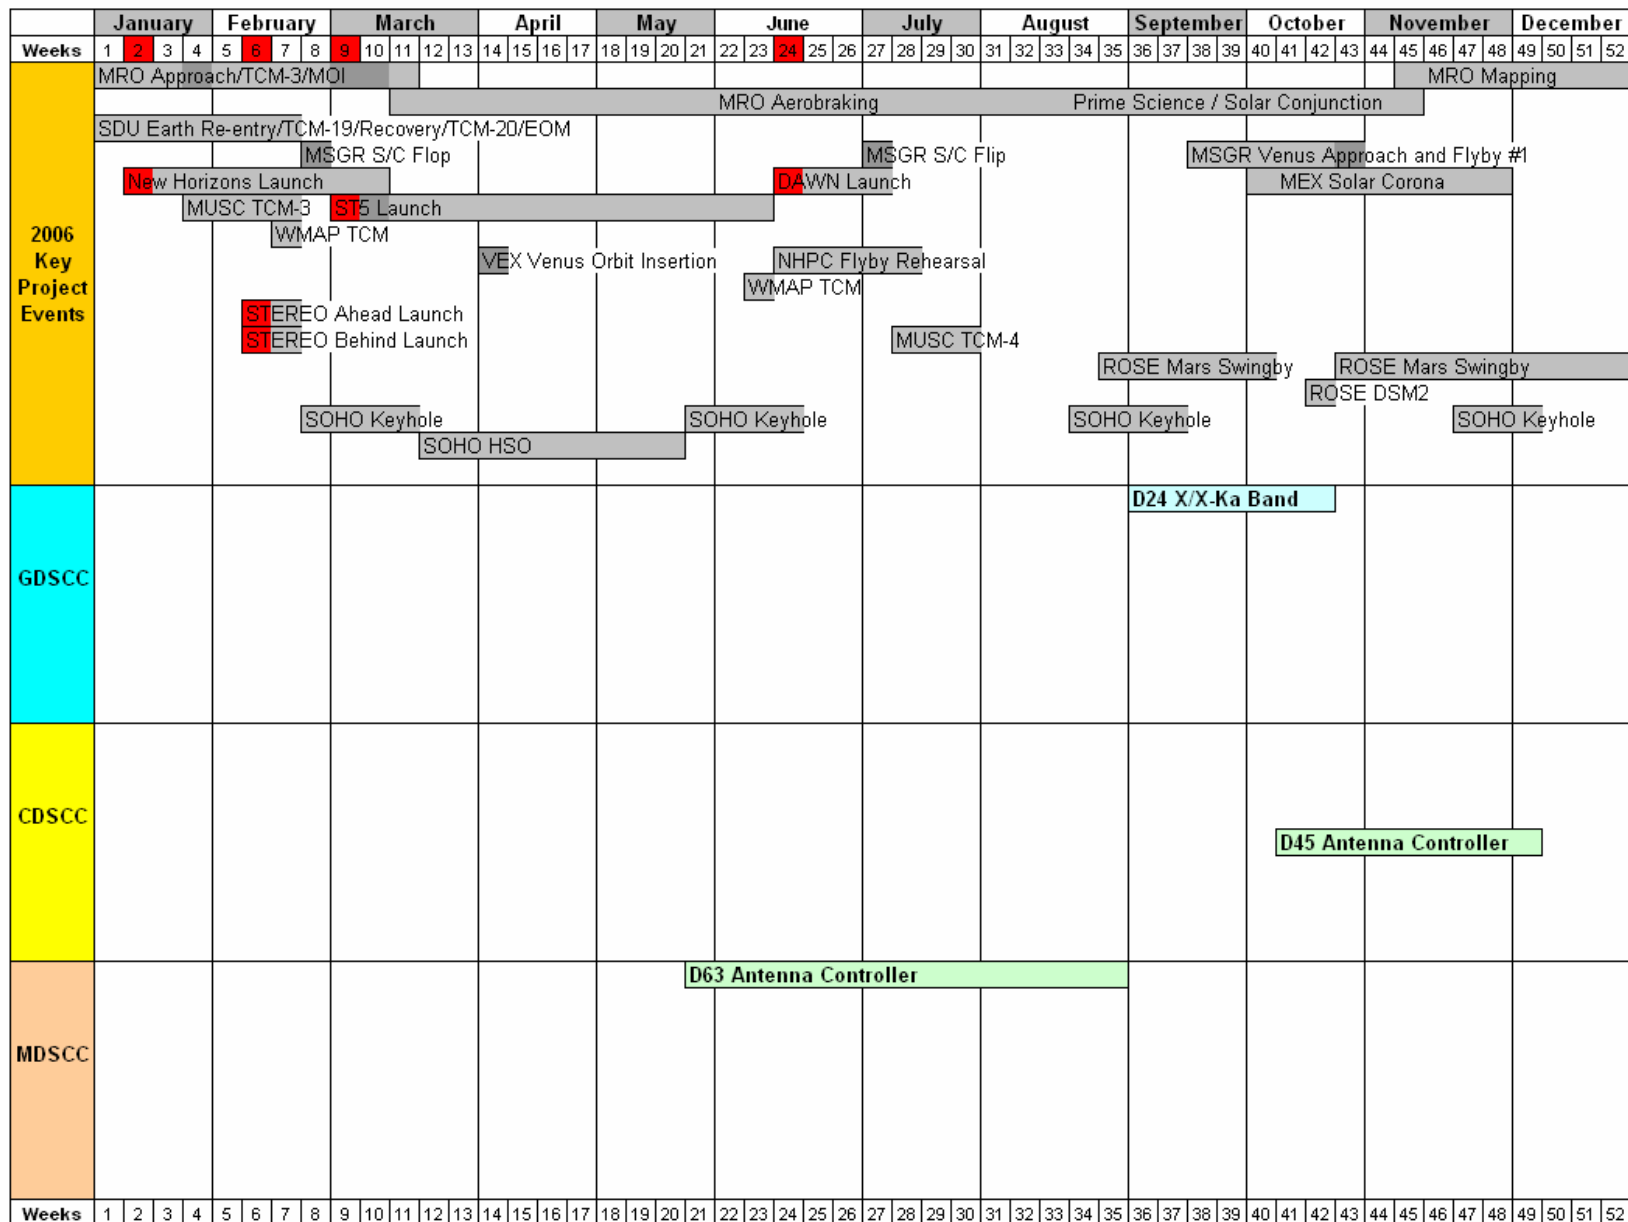 January February March April May June July August September October November December
Weeks 1 2 3 4 5 6 7 8 9 10 11 12 13 14 15 16 17 18 19 20 21 22 23 24 25 26 27 28 29 30 31 32 33 34 35 36 37 38 39 40 41 42 43 44 45 46 47 48 49 50 51 52
MRO Approach/TCM-3/MOI MRO Mapping
MRO Aerobraking Prime Science / Solar Conjunction
SDU Earth Re-entry/TCM-19/Recovery/TCM-20/EOM
MSGR S/C Flop MSGR S/C Flip MSGR Venus Approach and Flyby #1
New Horizons Launch DAWN Launch MEX Solar Corona
MUSC TCM-3 ST5 Launch
2006 Key Project Events
WMAP TCM
VEX Venus Orbit Insertion NHPC Flyby Rehearsal
WMAP TCM
STEREO Ahead Launch
STEREO Behind Launch MUSC TCM-4
ROSE Mars Swingby ROSE Mars Swingby
ROSE DSM2
SOHO Keyhole SOHO Keyhole SOHO Keyhole SOHO Keyhole
SOHO HSO
D24 X/X-Ka Band
GDSCC
CDSCC
D45 Antenna Controller
D63 Antenna Controller
MDSCC
Weeks 1 2 3 4 5 6 7 8 9 10 11 12 13 14 15 16 17 18 19 20 21 22 23 24 25 26 27 28 29 30 31 32 33 34 35 36 37 38 39 40 41 42 43 44 45 46 47 48 49 50 51 52